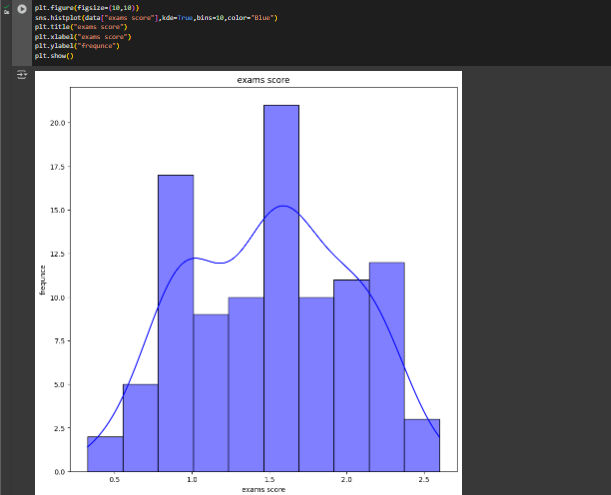 plt.figure(figsize=(10,10))
sns.histplot(data["exams score"],kde=True,bins=10,color="Blue")
plt.title("exams score")
plt.xlabel("exams score")
plt.ylabel("frequnce")
plt.show()
exams score
20.0
17.5
15.0
12.5
10.0
7.5
5.0
2.5
0.0
frequnce
0.5 1.0 1.5 2.0 2.5
exams score